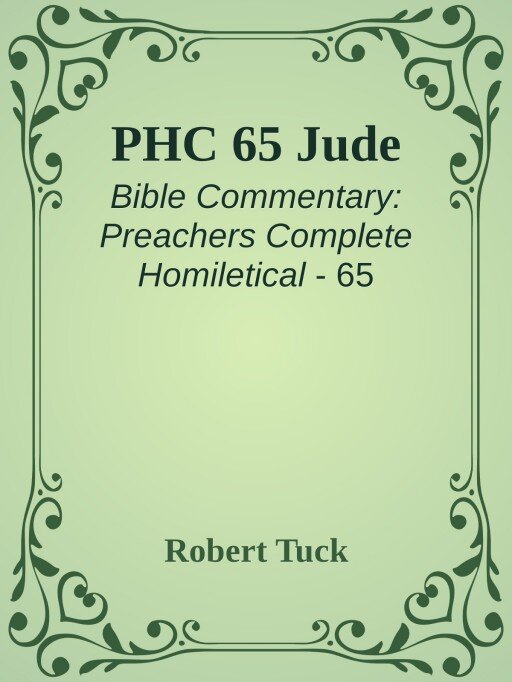 PHC 65 Jude
Bible Commentary:
Preachers Complete
Homiletical - 65
Robert Tuck